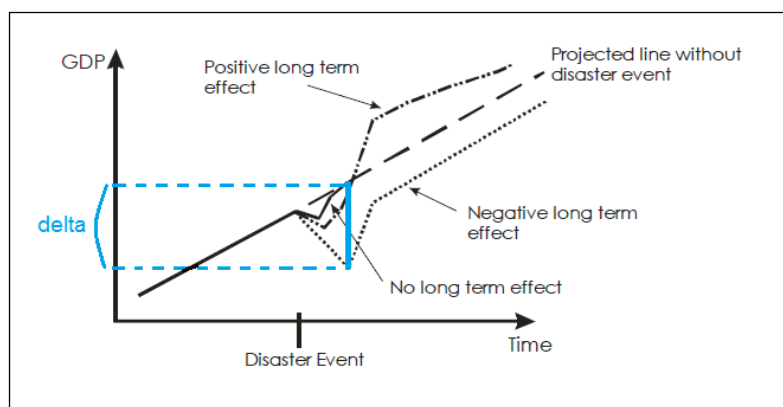 GDP
Positive long term
effect
Projected line without
disaster event
delta
Negative long term
effect
No long term effect
Time
Disaster Event